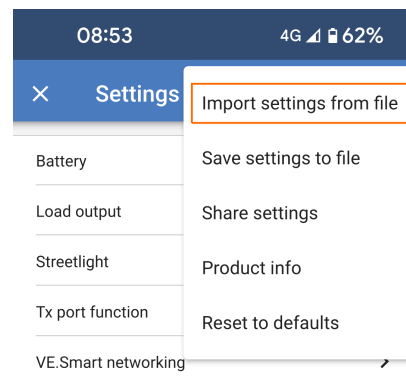 08:53 4G 62%
Settings
Import settings from file
Save settings to file
Share settings
Product info
Reset to defaults
Battery
Load output
Streetlight
Tx port function
VE.Smart networking